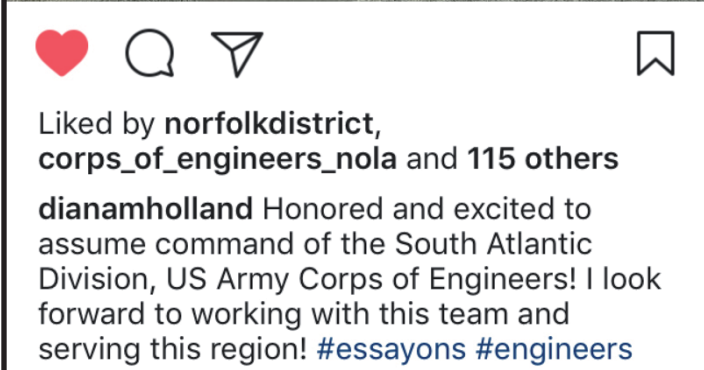 Liked by norfolkdistrict,
corps_of_engineers_nola and 115 others
dianamholland Honored and excited to
assume command of the South Atlantic
Division, US Army Corps of Engineers! I look
forward to working with this team and
serving this region! #essayons #engineers